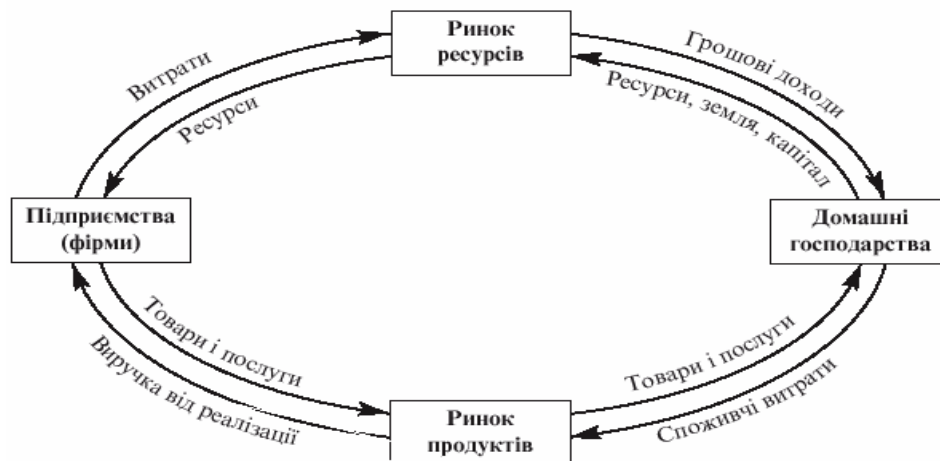 Ринок
ресурсів
Витрати
Грошові доходи
Ресурси
Ресурси, земля, капітал
Підприємства
(фірми)
Домашні
господарства
Товари і послуги
Виручка від реалізації
Товари і послуги
Споживчі витрати
Ринок
продуктів